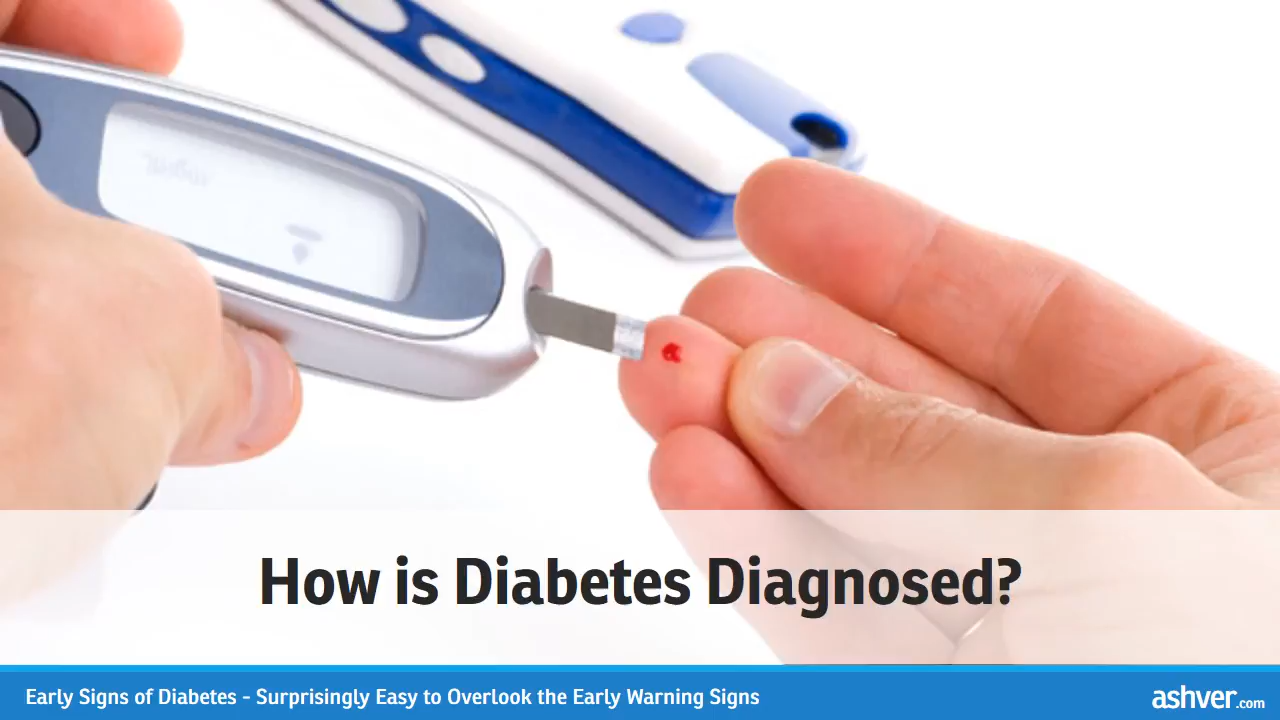 How is Diabetes Diagnosed?
Early Signs of Diabetes - Surprisingly Easy to Overlook the Early Warning Signs
ashver.com